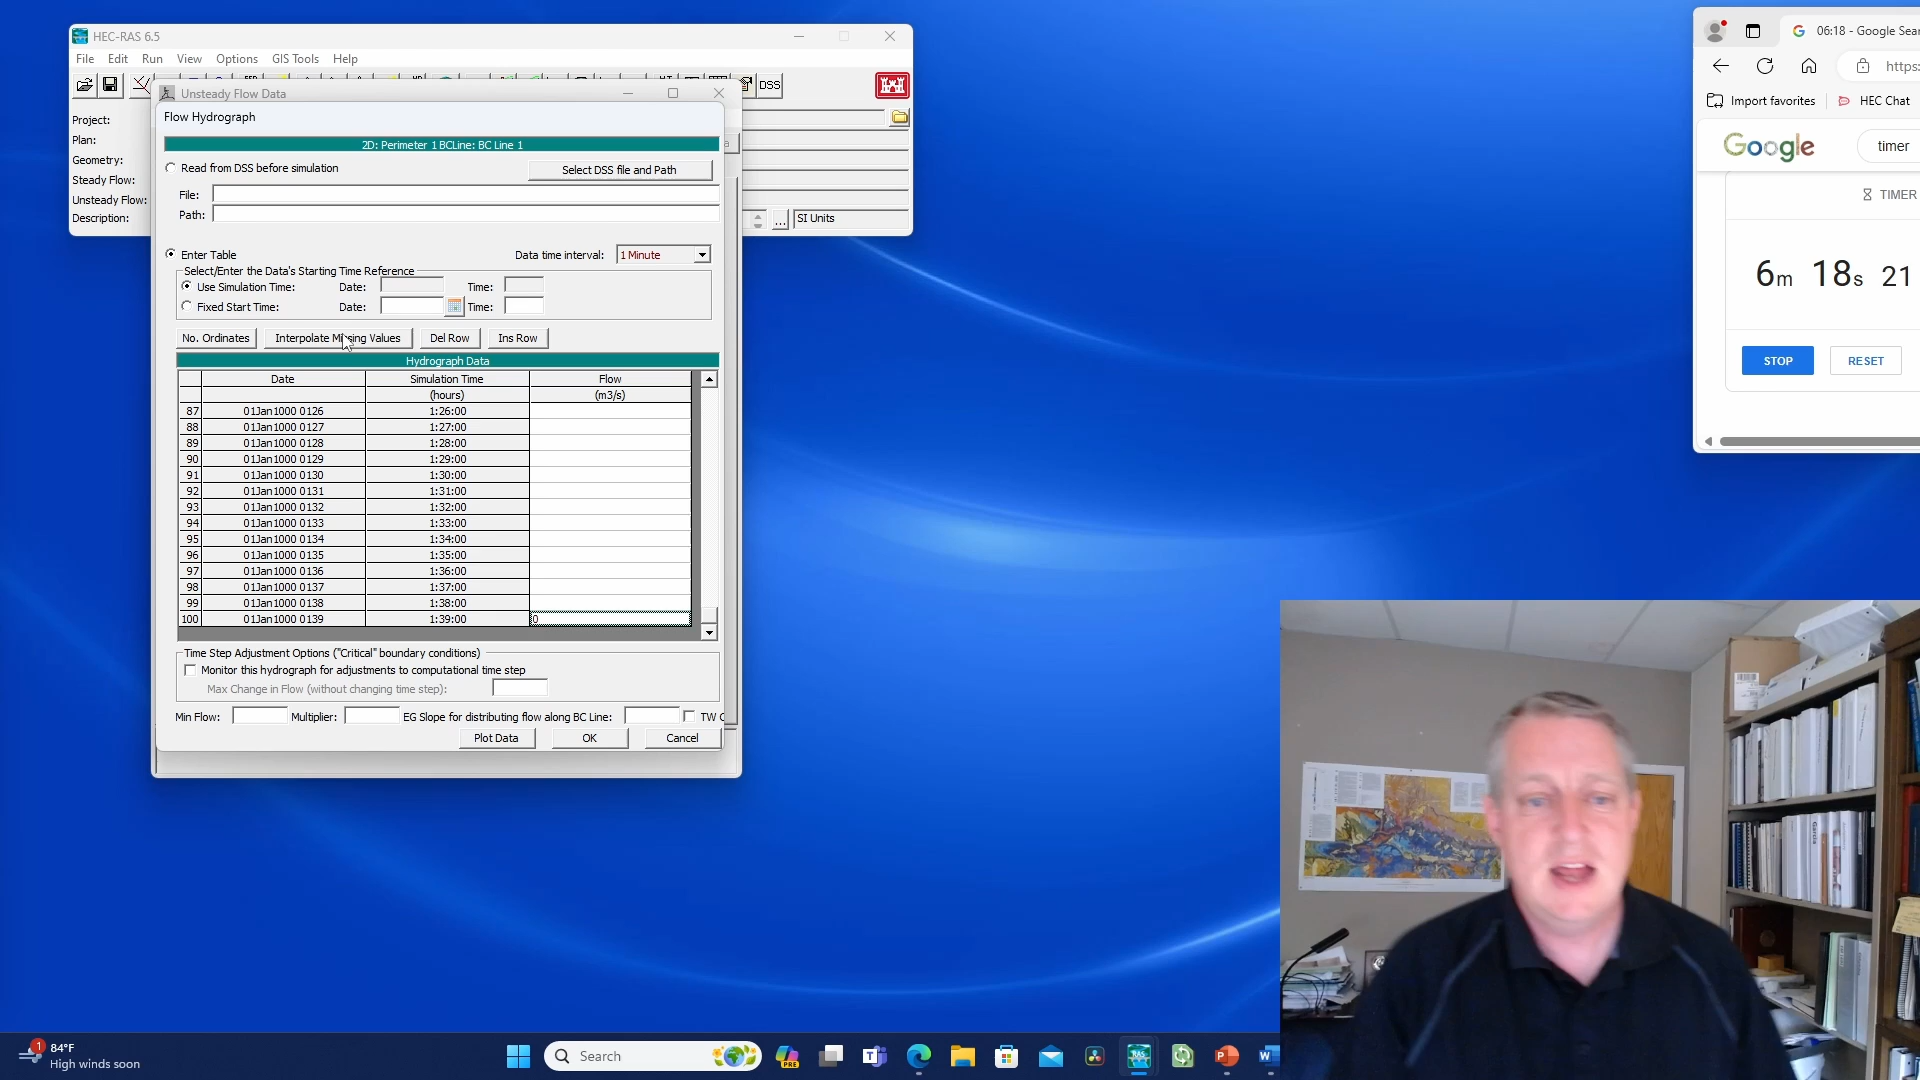 HEC-RAS 6.5
File Edit Run View Options GIS Tools Help
DSS
Project:
Plan:
Geometry:
Steady Flow:
Unsteady Flow:
Description:
... SI Units
Unsteady Flow Data
Flow Hydrograph
2D: Perimeter 1 BCLine: BC Line 1
Read from DSS before simulation
Select DSS file and Path
File:
Path:
Enter Table
Data time interval: 1 Minute
Select/Enter the Data's Starting Time Reference
Use Simulation Time: Date: Time:
Fixed Start Time: Date: Time:
No. Ordinates Interpolate Missing Values Del Row Ins Row
Hydrograph Data
Date Simulation Time Flow
(hours) (m3/s)
87 01Jan1000 0126 1:26:00
88 01Jan1000 0127 1:27:00
89 01Jan1000 0128 1:28:00
90 01Jan1000 0129 1:29:00
91 01Jan1000 0130 1:30:00
92 01Jan1000 0131 1:31:00
93 01Jan1000 0132 1:32:00
94 01Jan1000 0133 1:33:00
95 01Jan1000 0134 1:34:00
96 01Jan1000 0135 1:35:00
97 01Jan1000 0136 1:36:00
98 01Jan1000 0137 1:37:00
99 01Jan1000 0138 1:38:00
100 01Jan1000 0139 1:39:00 0
Time Step Adjustment Options ("Critical" boundary conditions)
Monitor this hydrograph for adjustments to computational time step
Max Change in Flow (without changing time step):
Min Flow: Multiplier: EG Slope for distributing flow along BC Line: TW C
Plot Data OK Cancel
06:18 - Google Sear
https:
Import favorites HEC Chat
Google
timer
TIMER
6m 18s 21
STOP RESET
1
84°F
High winds soon
Search
PRE
RAS